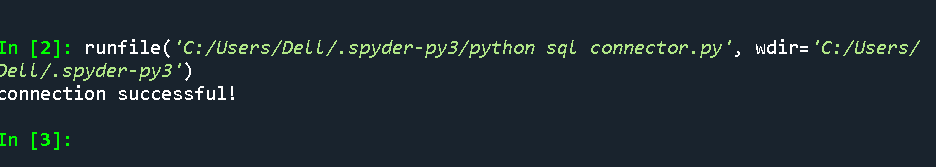 In [2]: runfile('C:/Users/Dell/.spyder-py3/python sql connector.py', wdir='C:/Users/
Dell/.spyder-py3')
connection successful!
In [3]: